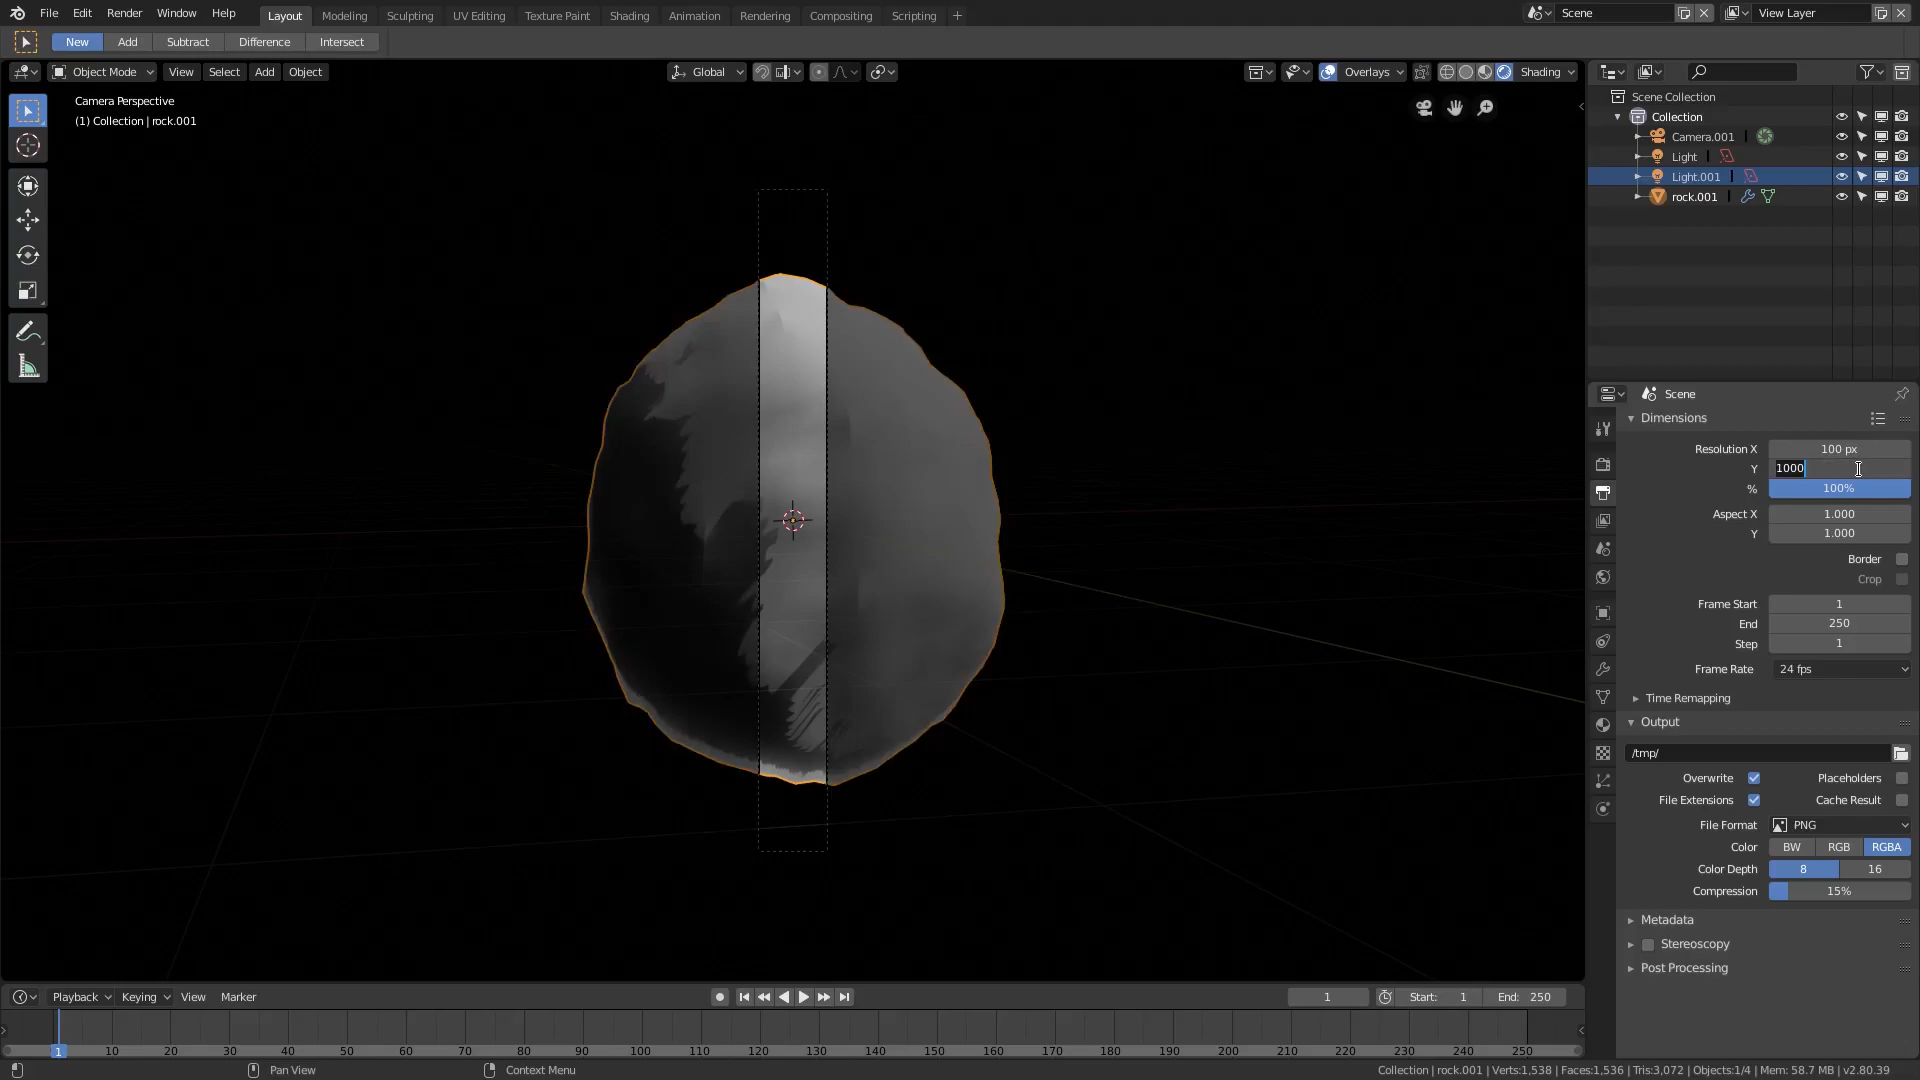 File Edit Render Window Help Layout Modeling Sculpting UV Editing Texture Paint Shading Animation Rendering Compositing Scripting + Scene View Layer
New Add Subtract Difference Intersect
Object Mode View Select Add Object Global Overlays Shading
Camera Perspective
(1) Collection | rock.001
Scene Collection
Collection
Camera.001
Light
Light.001
rock.001
Scene
Dimensions
Resolution X 100 px
Y 1000
% 100%
Aspect X 1.000
Y 1.000
Border
Crop
Frame Start 1
End 250
Step 1
Frame Rate 24 fps
Time Remapping
Output
/tmp/
Overwrite Placeholders
File Extensions Cache Result
File Format PNG
Color BW RGB RGBA
Color Depth 8 16
Compression 15%
Metadata
Stereoscopy
Post Processing
Playback Keying View Marker 1 Start: 1 End: 250
1 10 20 30 40 50 60 70 80 90 100 110 120 130 140 150 160 170 180 190 200 210 220 230 240 250
Pan View Context Menu Collection | rock.001 | Verts:1,538 | Faces:1,536 | Tris:3,072 | Objects:1/4 | Mem: 58.7 MB | v2.80.39